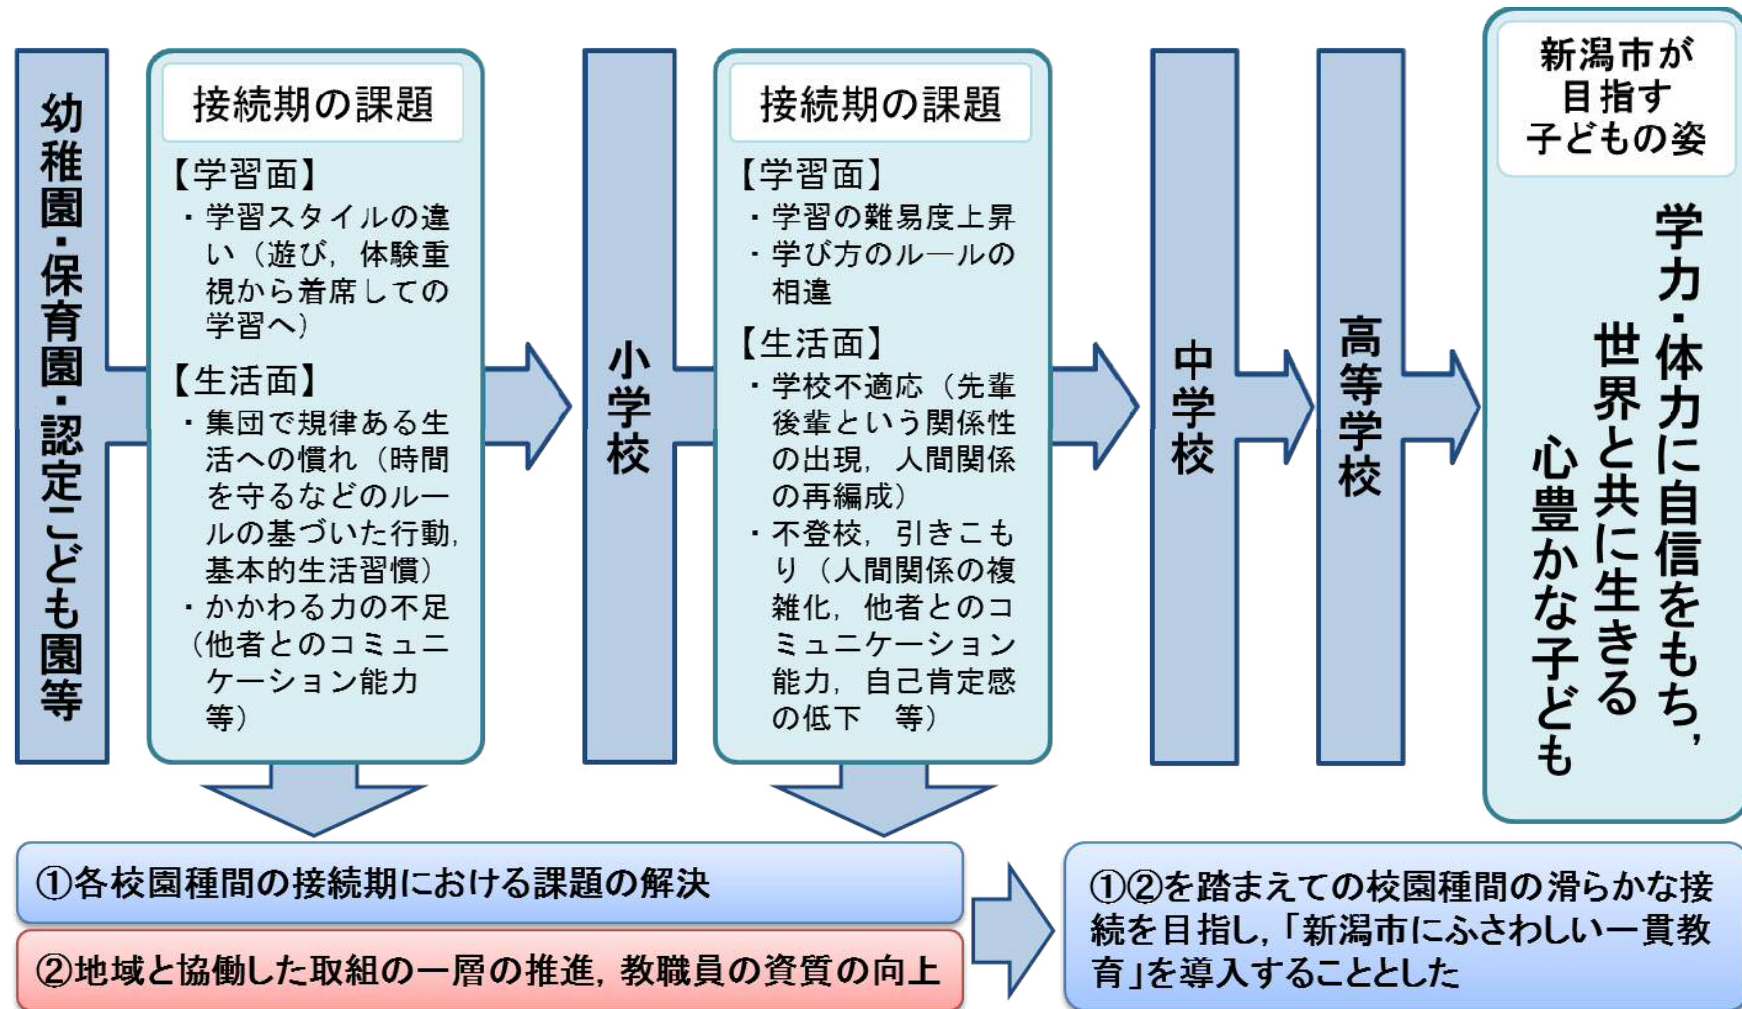 幼稚園・保育園・認定こども園等
接続期の課題
【学習面】
・学習スタイルの違
い（遊び，体験重
視から着席しての
学習へ）
【生活面】
・集団で規律ある生
活への慣れ（時間
を守るなどのルー
ルの基づいた行動，
基本的生活習慣）
・かかわる力の不足
（他者とのコミュニ
ケーション能力
等）
小学校
接続期の課題
【学習面】
・学習の難易度上昇
・学び方のルールの
相違
【生活面】
・学校不適応（先輩
後輩という関係性
の出現，人間関係
の再編成）
・不登校，引きこも
り（人間関係の複
雑化，他者とのコ
ミュニケーション
能力，自己肯定感
の低下　等）
中学校
高等学校
新潟市が
目指す
子どもの姿
学力・体力に自信をもち，
世界と共に生きる
心豊かな子ども
①各校園種間の接続期における課題の解決
②地域と協働した取組の一層の推進，教職員の資質の向上
①②を踏まえての校園種間の滑らかな接
続を目指し，「新潟市にふさわしい一貫教
育」を導入することとした